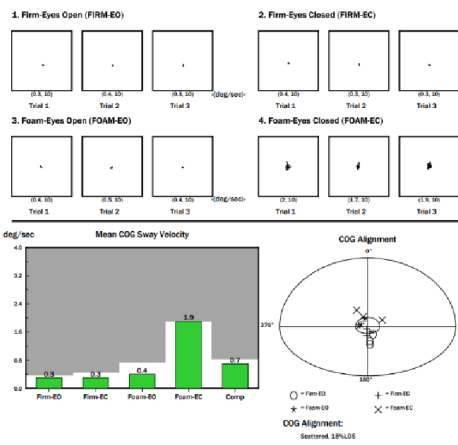 1. Firm-Eyes Open (FIRM-EO)
2. Firm-Eyes Closed (FIRM-EC)
(0.3, 10) (0.4, 10) (0.3, 10) -(deg/sec)- (0.4, 10) (0.3, 10) (0.3, 10)
Trial 1 Trial 2 Trial 3 Trial 1 Trial 2 Trial 3
3. Foam-Eyes Open (FOAM-EO)
4. Foam-Eyes Closed (FOAM-EC)
(0.4, 10) (0.5, 10) (0.4, 10) -(deg/sec)- (2, 10) (1.7, 10) (1.9, 10)
Trial 1 Trial 2 Trial 3 Trial 1 Trial 2 Trial 3
deg/sec
Mean COG Sway Velocity
4.0
3.2
2.4
1.6
0.8
0.0
0.3 0.3 0.4 1.9 0.7
Firm-EO Firm-EC Foam-EO Foam-EC Comp
COG Alignment
0°
270°
180°
= Firm-EO = Firm-EC
= Foam-EO = Foam-EC
COG Alignment:
Scattered, 18%LOS